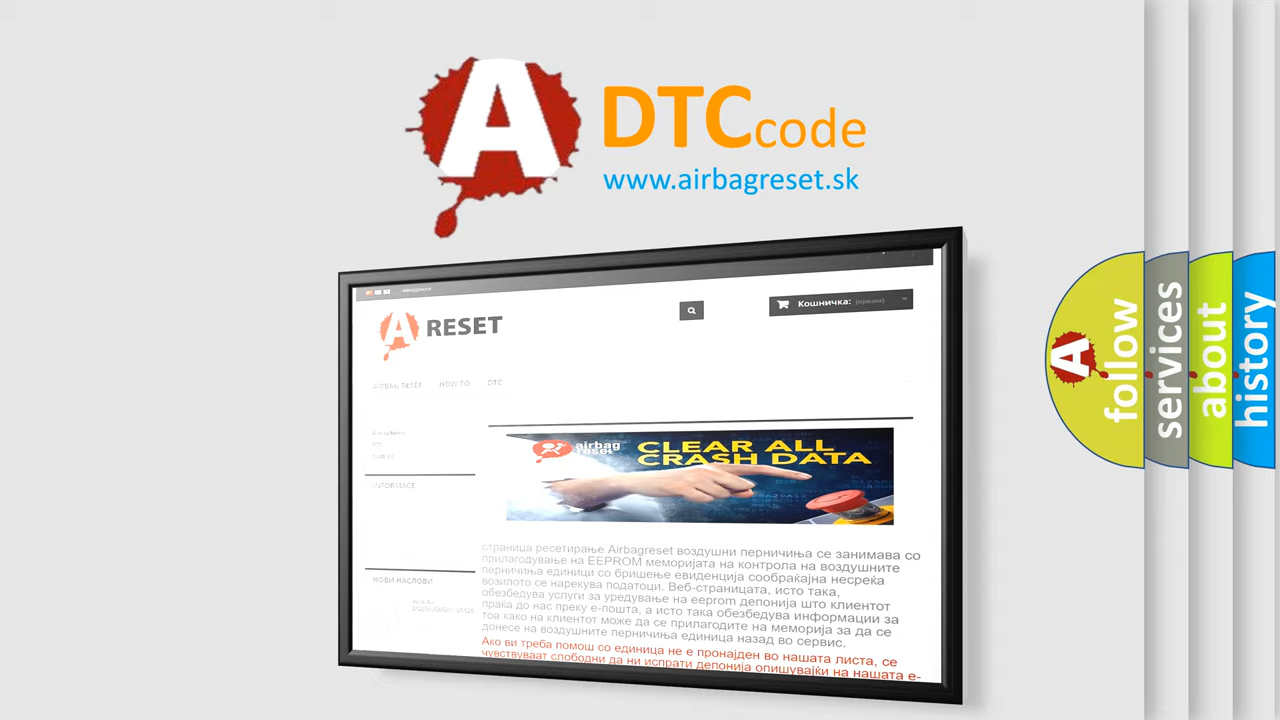 A
DTC code
www.airbagreset.sk
Кошничка: (празна)
A RESET
AIRBAG RESET HOW TO DTC
airbag reset
CLEAR ALL
CRASH DATA
INFORMACE
страница ресетирање Airbagreset воздушни перничиња се занимава со
прилагодување на EEPROM меморијата на контрола на воздушните
перничиња единици со бришење евиденција сообраќајна несреќа
возилото се нарекува податоци. Веб-страницата, исто така,
обезбедува услуги за уредување на eeprom депонија што клиентот
праќа до нас преку е-пошта, а исто така обезбедува информации за
тоа како на клиентот може да се прилагодите на меморија за да се
донесе на воздушните перничиња единица назад во сервис.
НОВИ НАСЛОВИ
Ако ви треба помош со единица не е пронајден во нашата листа, се
чувствуваат слободни да ни испрати депонија опишувајќи на нашата е-
A
follow
services
about
history